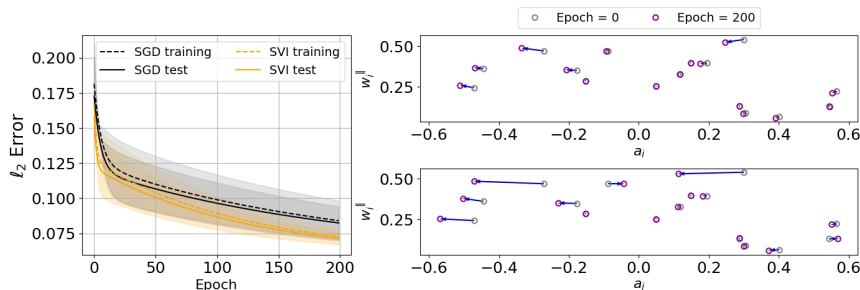 SGD training
SGD test
SVI training
SVI test
0.200
0.175
0.150
0.125
0.100
0.075
ℓ₂ Error
0 50 100 150 200
Epoch
Epoch = 0 Epoch = 200
0.50
0.25
w_i^∥
−0.6 −0.4 −0.2 0.0 0.2 0.4 0.6
a_i
0.50
0.25
w_i^∥
−0.6 −0.4 −0.2 0.0 0.2 0.4 0.6
a_i